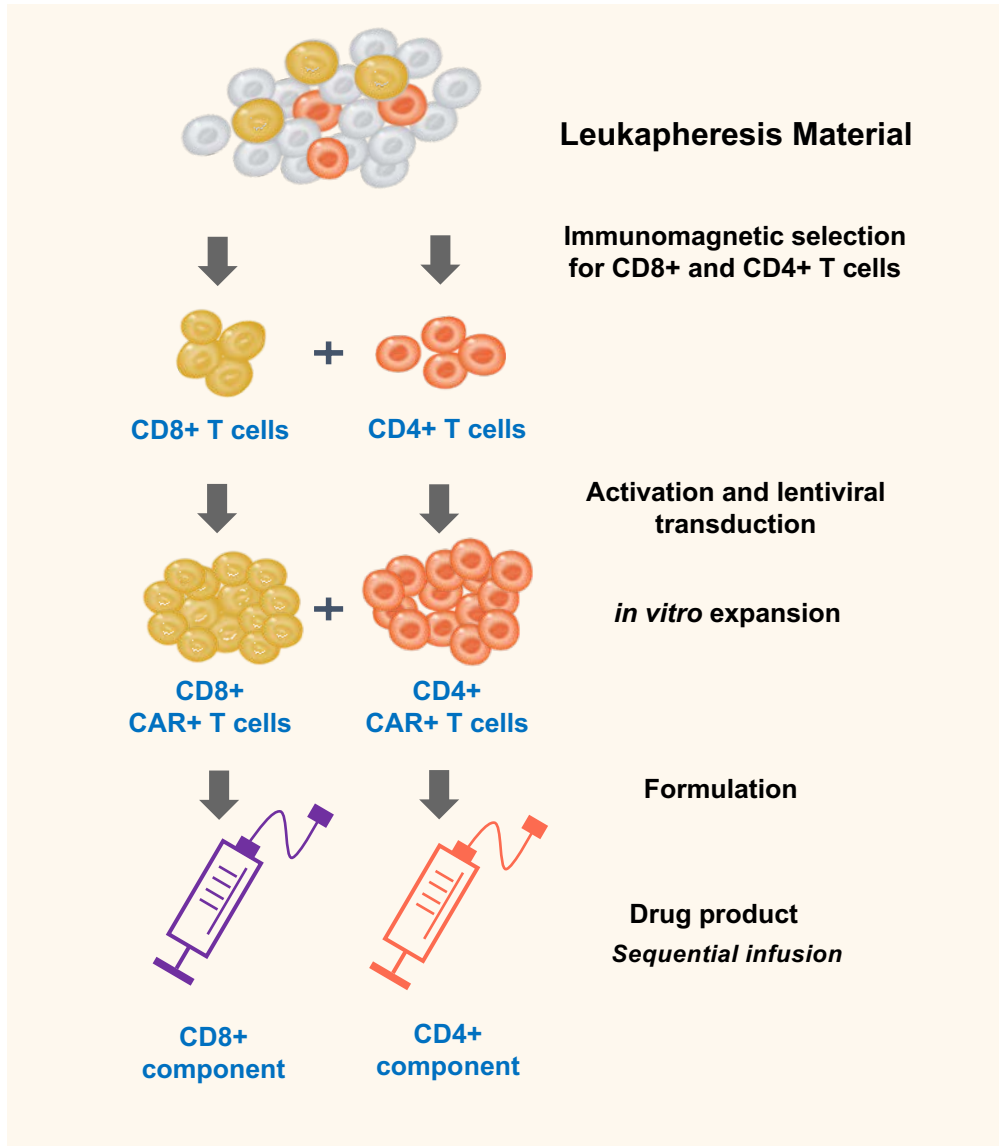 Leukapheresis Material
Immunomagnetic selection
for CD8+ and CD4+ T cells
+
CD8+ T cells
CD4+ T cells
Activation and lentiviral
transduction
+
in vitro expansion
CD8+
CAR+ T cells
CD4+
CAR+ T cells
Formulation
Drug product
Sequential infusion
CD8+
component
CD4+
component